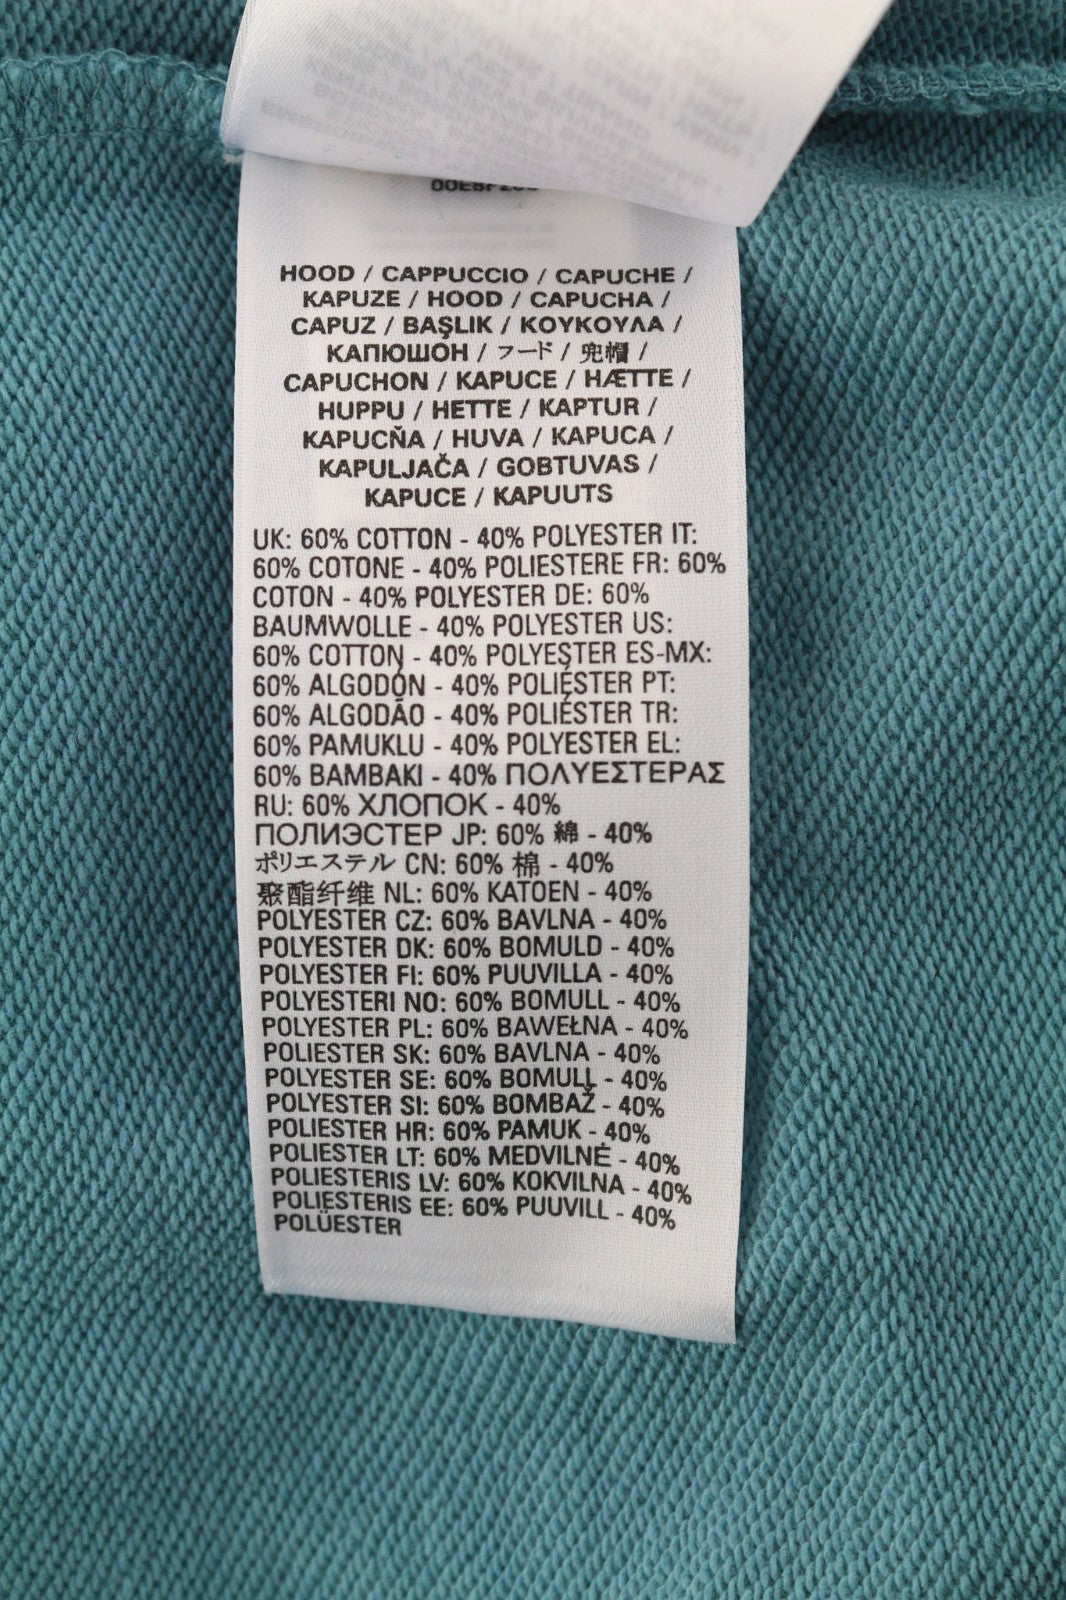 HOOD / CAPPUCCIO / CAPUCHE /
KAPUZE / HOOD / CAPUCHA /
CAPUZ / BAŞLIK / ΚΟΥΚΟΥΛΑ /
КАПЮШОН / フード / 兜帽 /
CAPUCHON / KAPUCE / HÆTTE /
HUPPU / HETTE / KAPTUR /
KAPUCŇA / HUVA / KAPUCA /
KAPULJAČA / GOBTUVAS /
KAPUCE / KAPUUTS
UK: 60% COTTON - 40% POLYESTER IT:
60% COTONE - 40% POLIESTERE FR: 60%
COTON - 40% POLYESTER DE: 60%
BAUMWOLLE - 40% POLYESTER US:
60% COTTON - 40% POLYESTER ES-MX:
60% ALGODÓN - 40% POLIÉSTER PT:
60% ALGODÃO - 40% POLIÉSTER TR:
60% PAMUKLU - 40% POLYESTER EL:
60% ΒΑΜΒΑΚΙ - 40% ΠΟΛΥΕΣΤΕΡΑΣ
RU: 60% ХЛОПОК - 40%
ПОЛИЭСТЕР JP: 60% 綿 - 40%
ポリエステル CN: 60% 棉 - 40%
聚酯纤维 NL: 60% KATOEN - 40%
POLYESTER CZ: 60% BAVLNA - 40%
POLYESTER DK: 60% BOMULD - 40%
POLYESTER FI: 60% PUUVILLA - 40%
POLYESTERI NO: 60% BOMULL - 40%
POLYESTER PL: 60% BAWEŁNA - 40%
POLIESTER SK: 60% BAVLNA - 40%
POLYESTER SE: 60% BOMULL - 40%
POLYESTER SI: 60% BOMBAŽ - 40%
POLIESTER HR: 60% PAMUK - 40%
POLIESTER LT: 60% MEDVILNĖ - 40%
POLIESTERIS LV: 60% KOKVILNA - 40%
POLIESTERIS EE: 60% PUUVILL - 40%
POLÜESTER